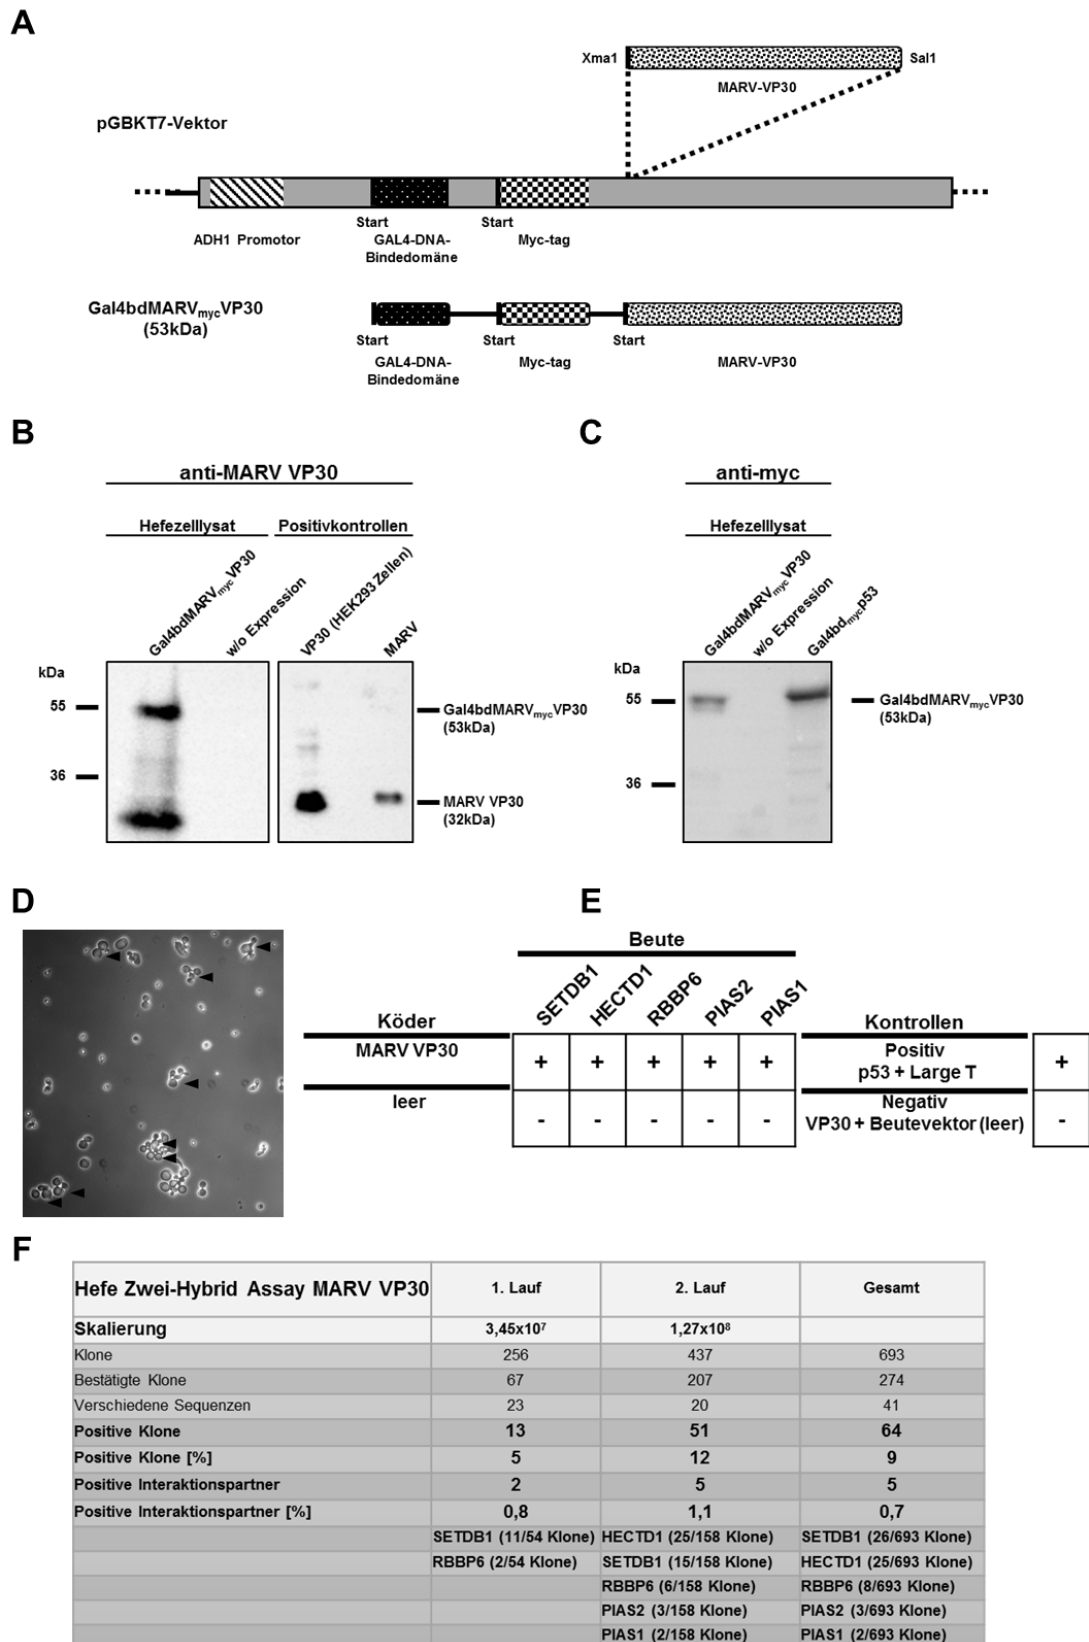 A
Xma1
Sal1
MARV-VP30
pGBKT7-Vektor
Start
Start
ADH1 Promotor
GAL4-DNA-
Bindedomäne
Myc-tag
Gal4bdMARVmycVP30
(53kDa)
Start
Start
Start
GAL4-DNA-
Bindedomäne
Myc-tag
MARV-VP30
B
anti-MARV VP30
Hefezelllysat
Positivkontrollen
Gal4bdMARVmycVP30
w/o Expression
VP30 (HEK293 Zellen)
MARV
kDa
55
36
Gal4bdMARVmycVP30
(53kDa)
MARV VP30
(32kDa)
C
anti-myc
Hefezelllysat
Gal4bdMARVmycVP30
w/o Expression
Gal4bdmycp53
kDa
55
36
Gal4bdMARVmycVP30
(53kDa)
D
E
Beute
SETDB1 HECTD1 RBBP6 PIAS2 PIAS1
Köder
Kontrollen
MARV VP30 + + + + + Positiv
p53 + Large T +
leer - - - - - Negativ
VP30 + Beutevektor (leer) -
F
Hefe Zwei-Hybrid Assay MARV VP30 1. Lauf 2. Lauf Gesamt
Skalierung 3,45x10⁷ 1,27x10⁸
Klone 256 437 693
Bestätigte Klone 67 207 274
Verschiedene Sequenzen 23 20 41
Positive Klone 13 51 64
Positive Klone [%] 5 12 9
Positive Interaktionspartner 2 5 5
Positive Interaktionspartner [%] 0,8 1,1 0,7
SETDB1 (11/54 Klone) HECTD1 (25/158 Klone) SETDB1 (26/693 Klone)
RBBP6 (2/54 Klone) SETDB1 (15/158 Klone) HECTD1 (25/693 Klone)
RBBP6 (6/158 Klone) RBBP6 (8/693 Klone)
PIAS2 (3/158 Klone) PIAS2 (3/693 Klone)
PIAS1 (2/158 Klone) PIAS1 (2/693 Klone)